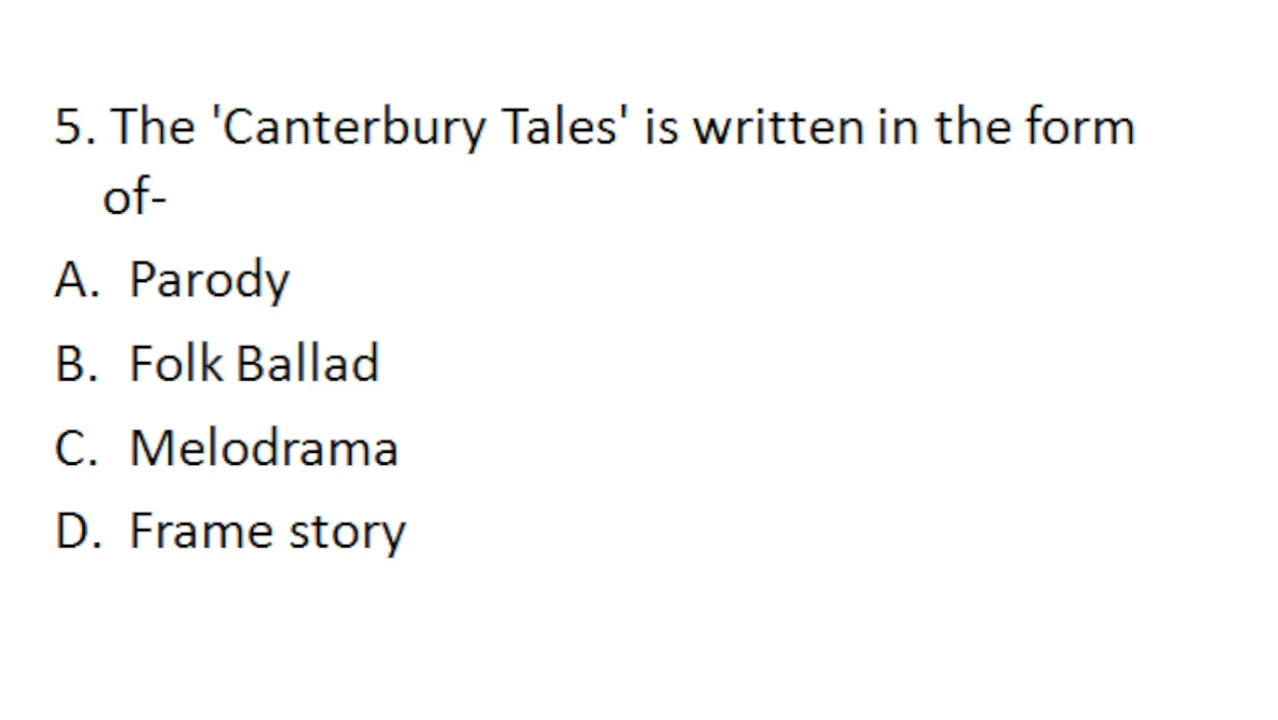 5. The 'Canterbury Tales' is written in the form
of-
A. Parody
B. Folk Ballad
C. Melodrama
D. Frame story